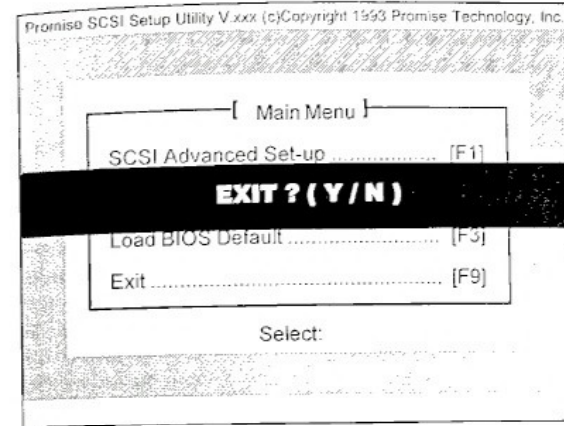 Promise SCSI Setup Utility V.xxx (c)Copyright 1993 Promise Technology, Inc.
[ Main Menu ]
SCSI Advanced Set-up ................. [F1]
EXIT ? ( Y / N )
Load BIOS Default ........................ [F3]
Exit ............................................. [F9]
Select: